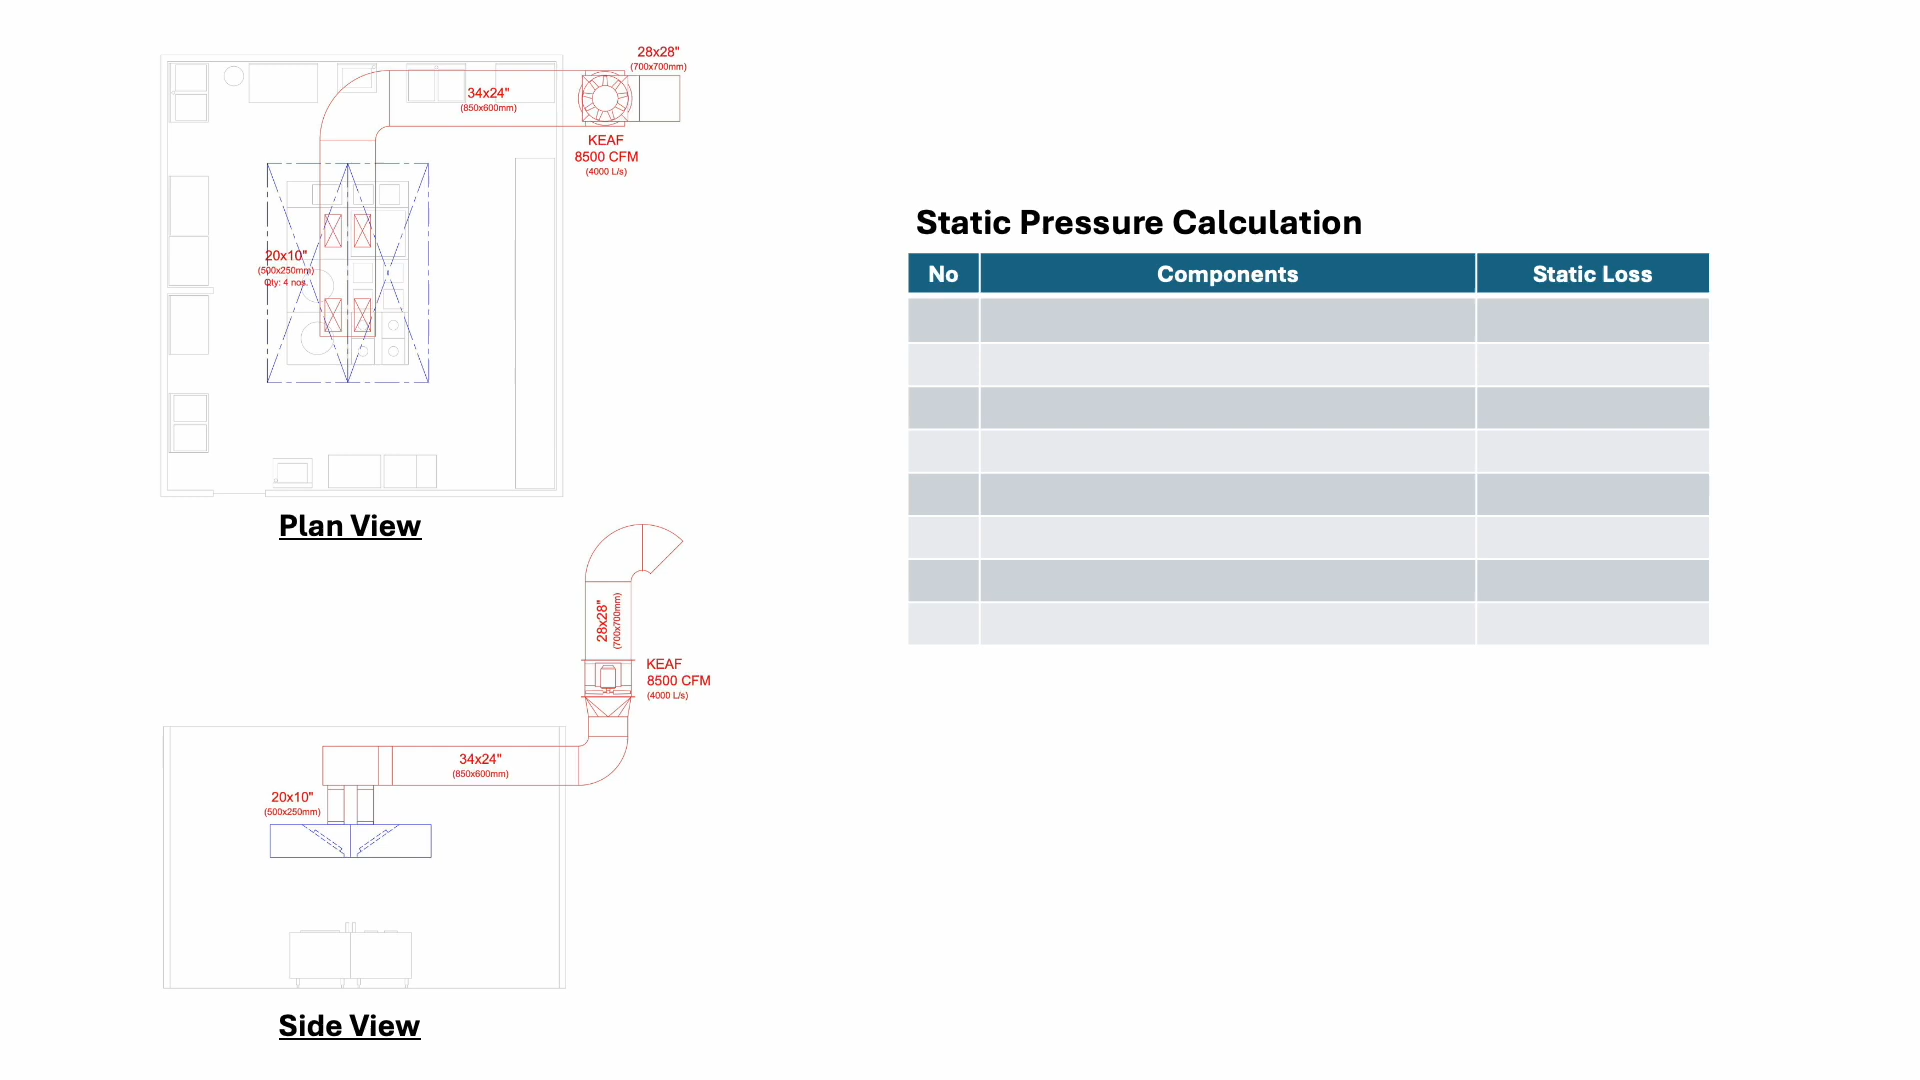 28x28"
(700x700mm)
34x24"
(850x600mm)
KEAF
8500 CFM
(4000 L/s)
20x10"
(500x250mm)
Qty: 4 nos.
Plan View
28x28"
(700x700mm)
KEAF
8500 CFM
(4000 L/s)
34x24"
(850x600mm)
20x10"
(500x250mm)
Side View
Static Pressure Calculation
No Components Static Loss